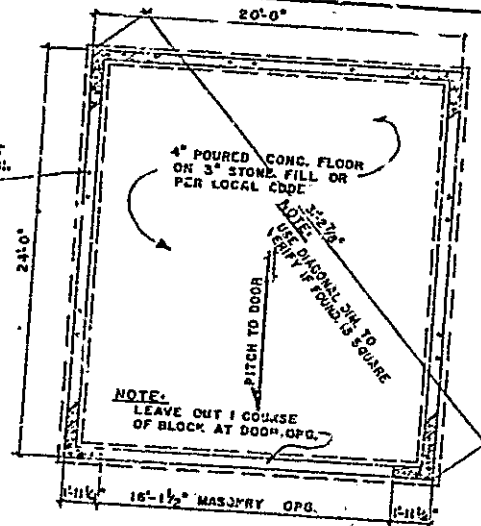 20'-0"
4" POURED CONC. FLOOR
ON 3" STONE FILL OR
PER LOCAL CODE
24'-0"
NOTE:
USE DIAGONAL DIM. TO
VERIFY IF FOUND. IS SQUARE
PITCH TO DOOR
NOTE:
LEAVE OUT 1 COURSE
OF BLOCK AT DOOR OPG.
16'-1½" MASONRY OPG.